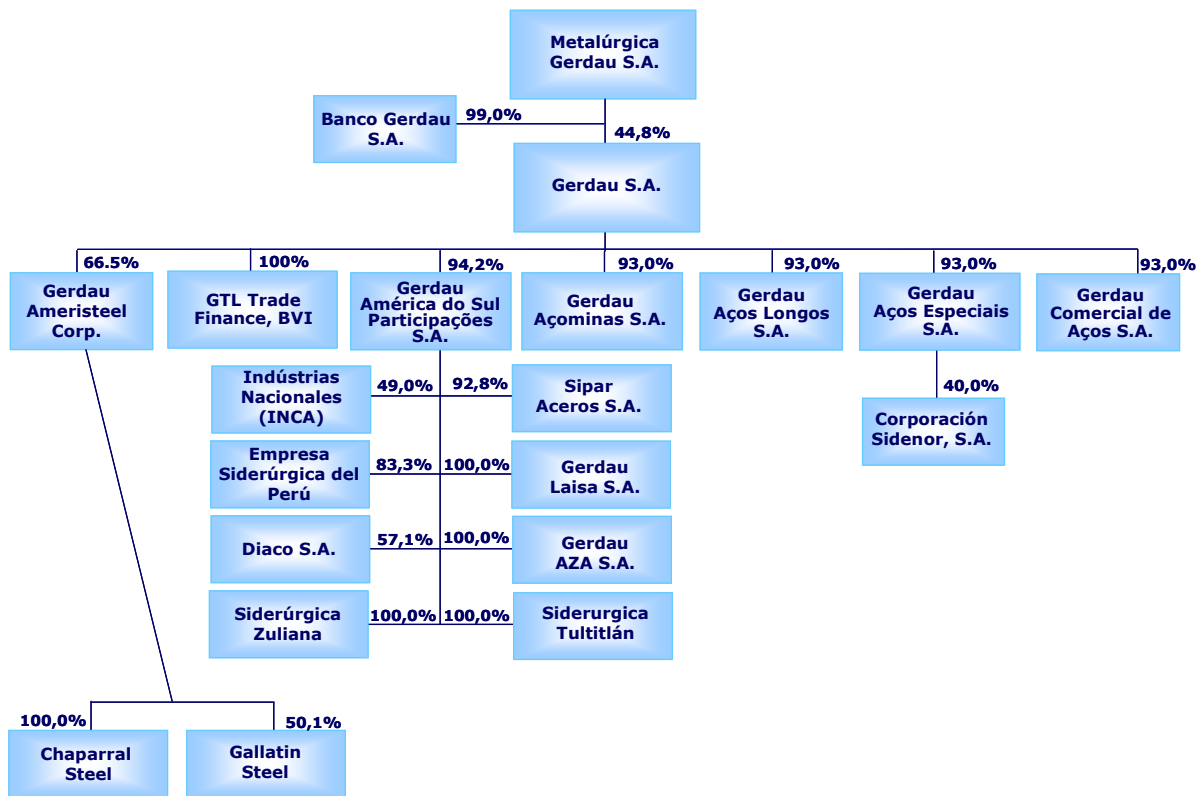 Metalúrgica
Gerdau S.A.
99,0%
Banco Gerdau
S.A.
44,8%
Gerdau S.A.
66.5%
100%
94,2%
93,0%
93,0%
93,0%
93,0%
Gerdau
Ameristeel
Corp.
GTL Trade
Finance, BVI
Gerdau
América do Sul
Participações
S.A.
Gerdau
Açominas S.A.
Gerdau
Aços Longos
S.A.
Gerdau
Aços Especiais
S.A.
Gerdau
Comercial de
Aços S.A.
Indústrias
Nacionales
(INCA)
49,0%
92,8%
Sipar
Aceros S.A.
40,0%
Corporación
Sidenor, S.A.
Empresa
Siderúrgica del
Perú
83,3%
100,0%
Gerdau
Laisa S.A.
Diaco S.A.
57,1%
100,0%
Gerdau
AZA S.A.
Siderúrgica
Zuliana
100,0%
100,0%
Siderurgica
Tultitlán
100,0%
50,1%
Chaparral
Steel
Gallatin
Steel